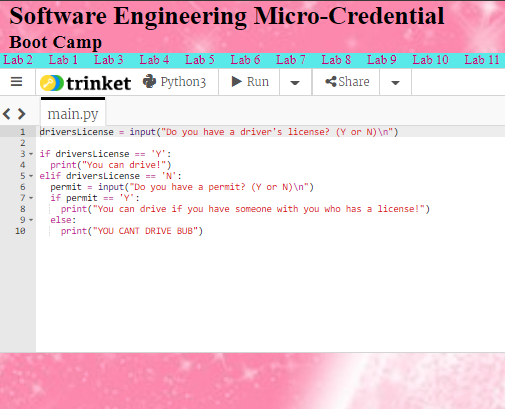 Software Engineering Micro-Credential
Boot Camp
Lab 2 Lab 1 Lab 3 Lab 4 Lab 5 Lab 6 Lab 7 Lab 8 Lab 9 Lab 10 Lab 11
trinket Python3 Run Share
main.py
1 driversLicense = input("Do you have a driver's license? (Y or N)\n")
2
3 if driversLicense == 'Y':
4 print("You can drive!")
5 elif driversLicense == 'N':
6 permit = input("Do you have a permit? (Y or N)\n")
7 if permit == 'Y':
8 print("You can drive if you have someone with you who has a license!")
9 else:
10 print("YOU CANT DRIVE BUB")